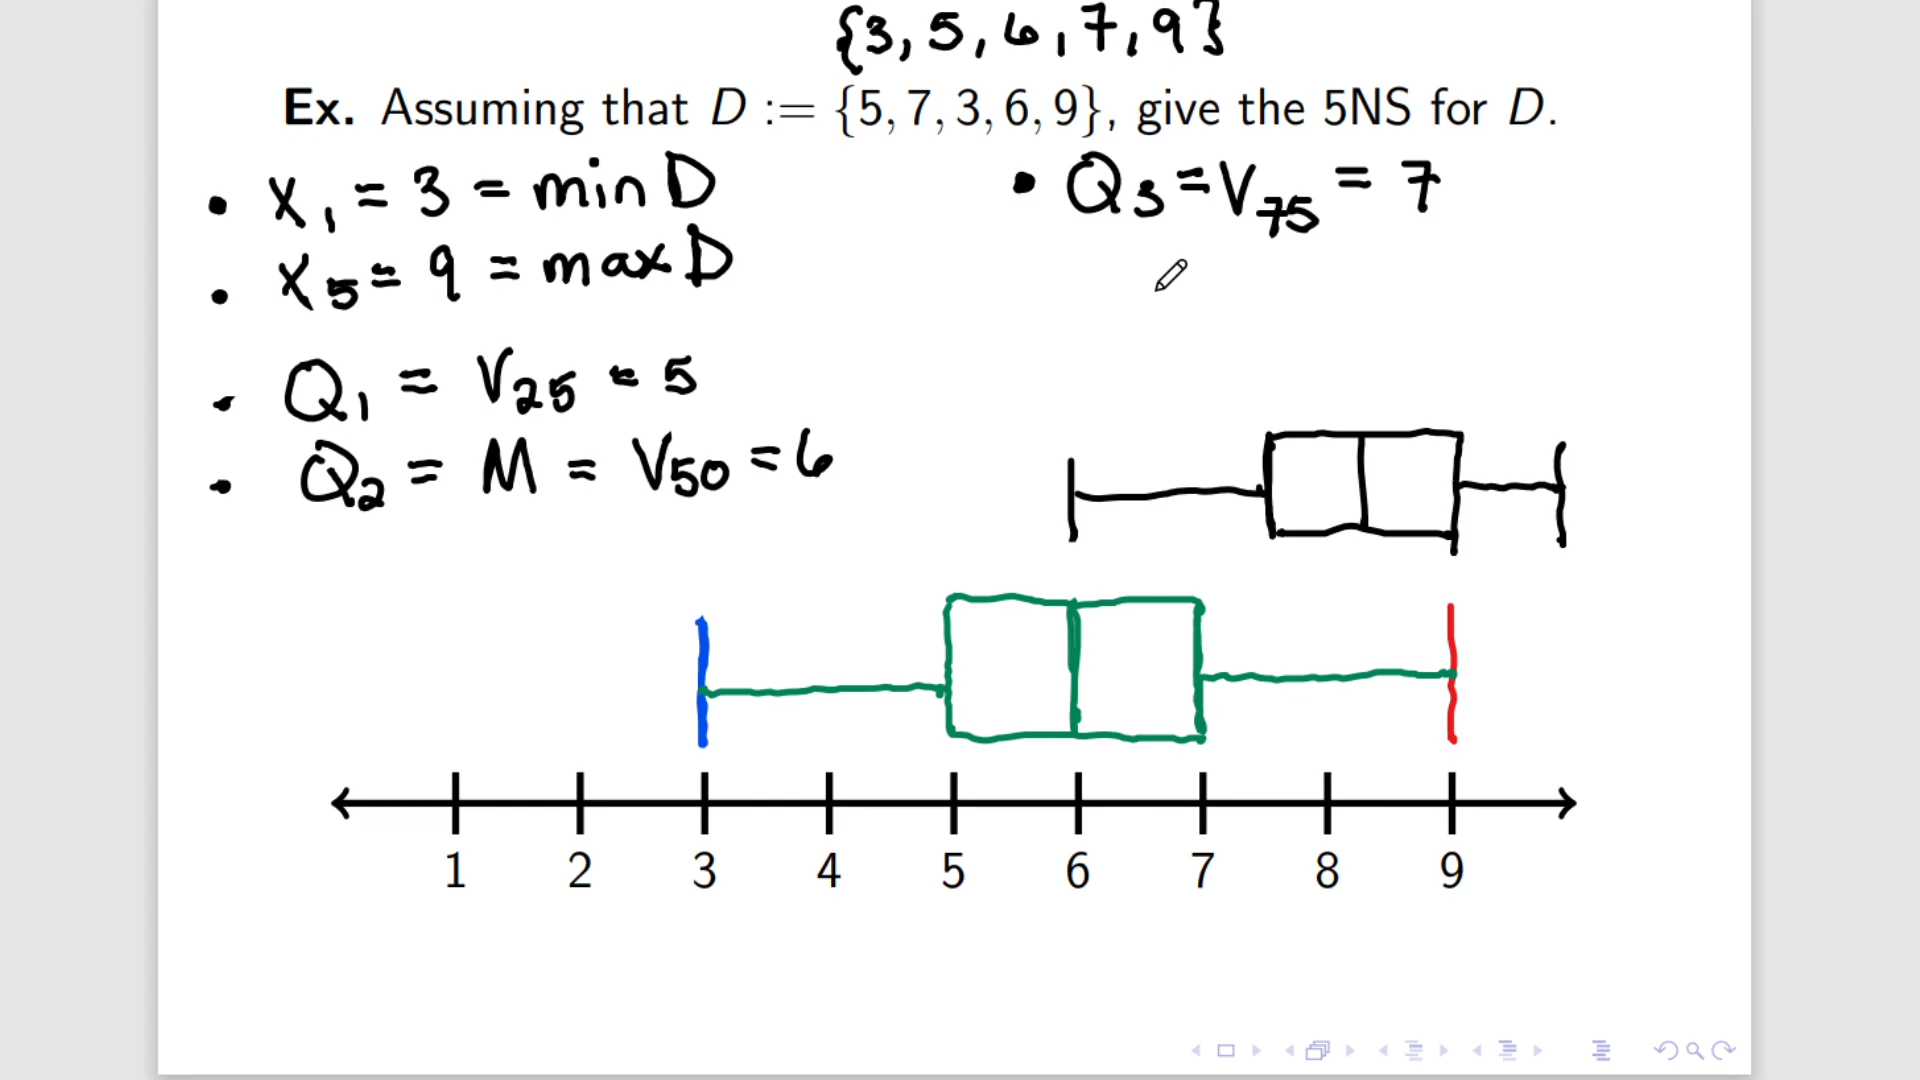 {3, 5, 6, 7, 9}
Ex. Assuming that D := {5, 7, 3, 6, 9}, give the 5NS for D.
• x₁ = 3 = min D
• x₅ = 9 = max D
• Q₁ = V₂₅ = 5
• Q₂ = M = V₅₀ = 6
• Q₃ = V₇₅ = 7
1 2 3 4 5 6 7 8 9